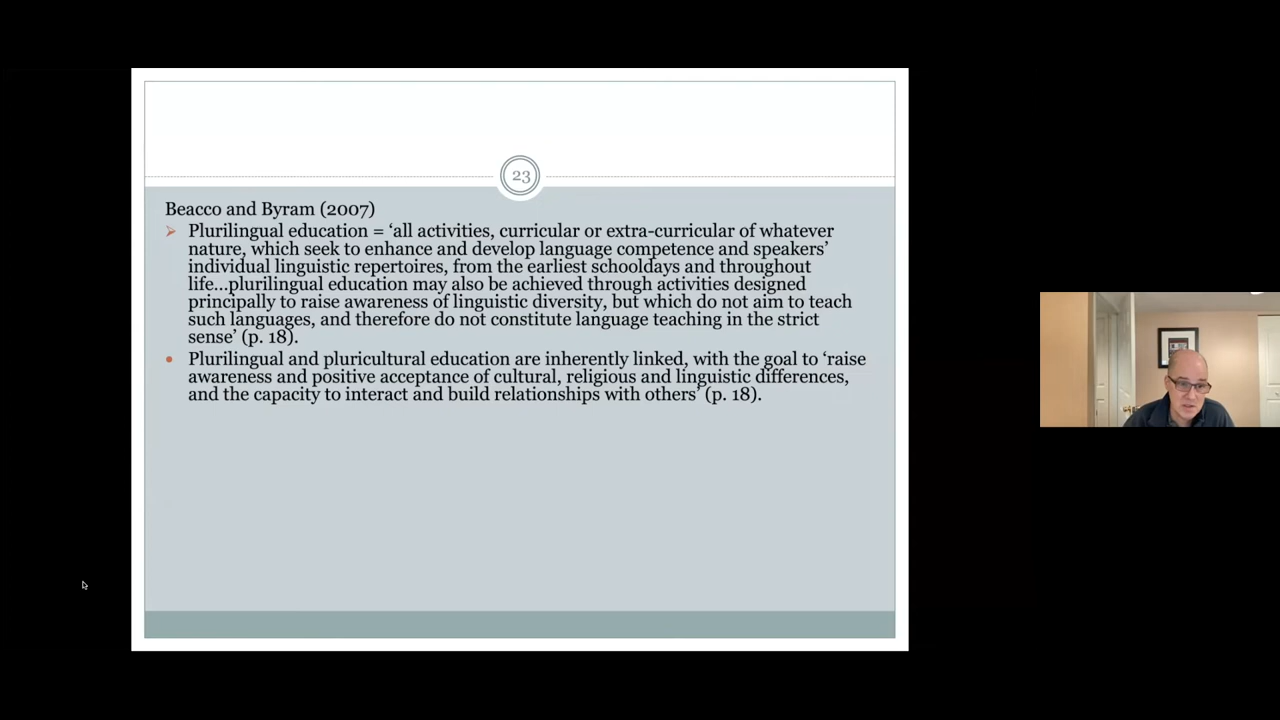 23
Beacco and Byram (2007)
Plurilingual education = ‘all activities, curricular or extra-curricular of whatever
nature, which seek to enhance and develop language competence and speakers’
individual linguistic repertoires, from the earliest schooldays and throughout
life…plurilingual education may also be achieved through activities designed
principally to raise awareness of linguistic diversity, but which do not aim to teach
such languages, and therefore do not constitute language teaching in the strict
sense’ (p. 18).
Plurilingual and pluricultural education are inherently linked, with the goal to ‘raise
awareness and positive acceptance of cultural, religious and linguistic differences,
and the capacity to interact and build relationships with others’ (p. 18).